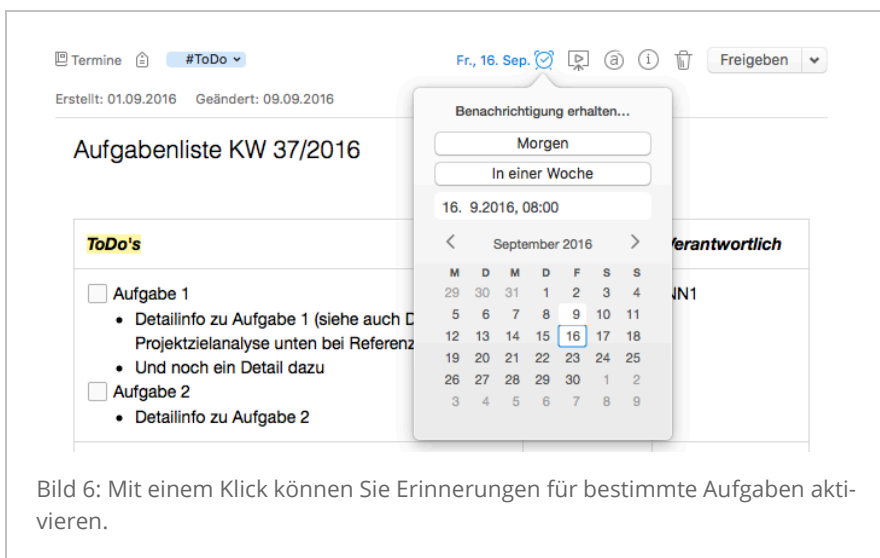 Termine #ToDo Fr., 16. Sep. Freigeben
Erstellt: 01.09.2016 Geändert: 09.09.2016
Benachrichtigung erhalten...
Morgen
In einer Woche
16. 9.2016, 08:00
September 2016
M D M D F S S
29 30 31 1 2 3 4
5 6 7 8 9 10 11
12 13 14 15 16 17 18
19 20 21 22 23 24 25
26 27 28 29 30 1 2
3 4 5 6 7 8 9
Aufgabenliste KW 37/2016
ToDo's
erantwortlich
Aufgabe 1
• Detailinfo zu Aufgabe 1 (siehe auch D
Projektzielanalyse unten bei Referenz
• Und noch ein Detail dazu
Aufgabe 2
• Detailinfo zu Aufgabe 2
NN1
Bild 6: Mit einem Klick können Sie Erinnerungen für bestimmte Aufgaben akti-
vieren.